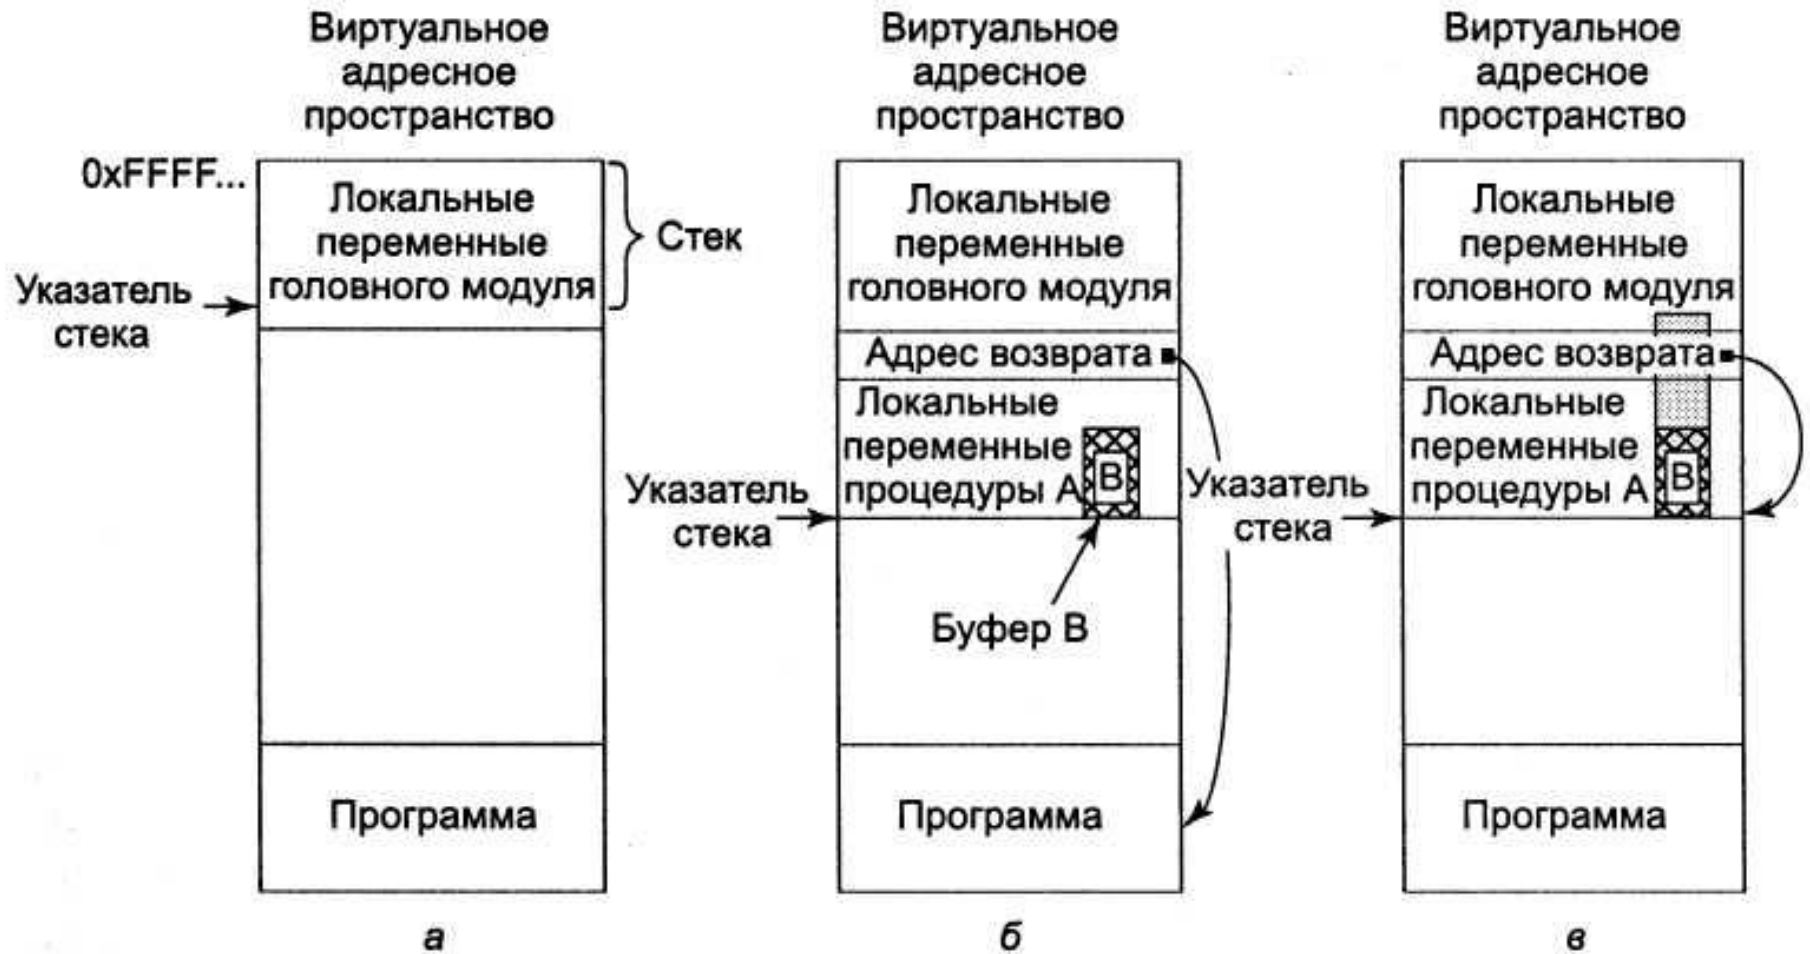 Виртуальное
адресное
пространство
0xFFFF...
Локальные
переменные
головного модуля
Стек
Указатель
стека
Программа
а
Виртуальное
адресное
пространство
Локальные
переменные
головного модуля
Адрес возврата
Локальные
переменные
процедуры А
В
Указатель
стека
Буфер В
Программа
б
Виртуальное
адресное
пространство
Локальные
переменные
головного модуля
Адрес возврата
Локальные
переменные
процедуры А
В
Указатель
стека
Программа
в